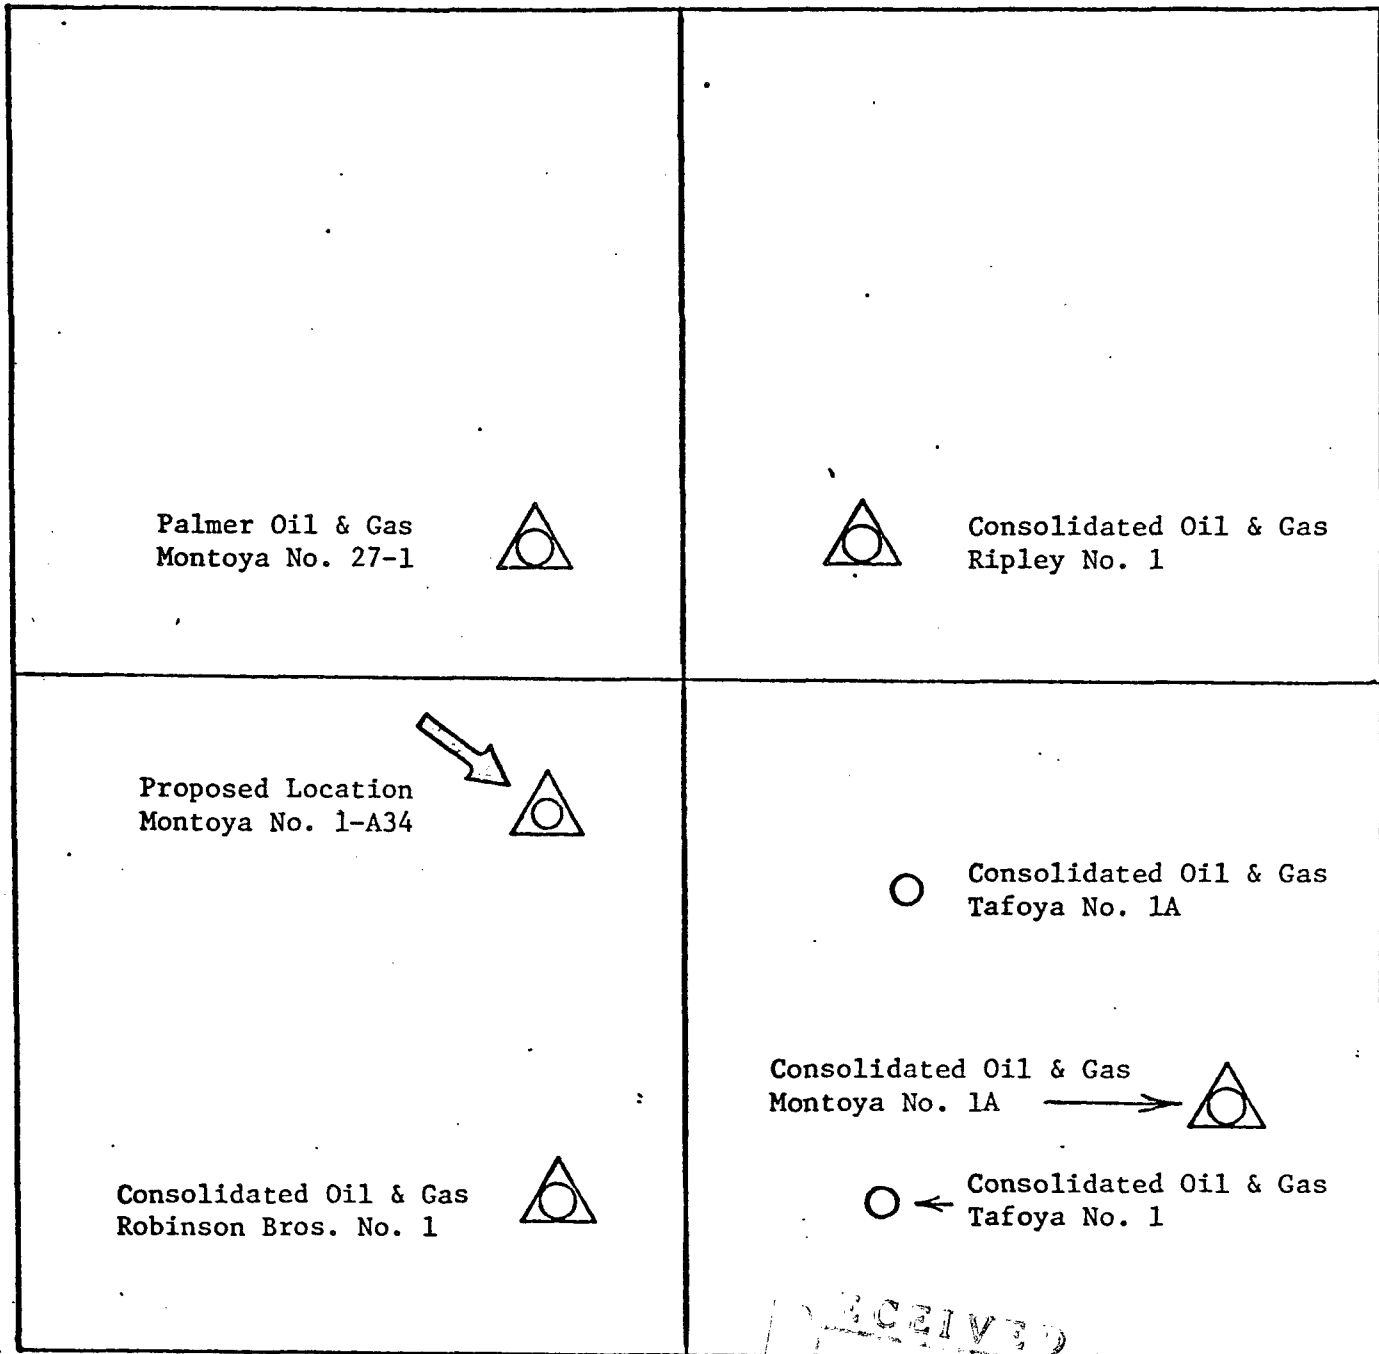 Palmer Oil & Gas
Montoya No. 27-1
Consolidated Oil & Gas
Ripley No. 1
Proposed Location
Montoya No. 1-A34
Consolidated Oil & Gas
Tafoya No. 1A
Consolidated Oil & Gas
Montoya No. 1A
Consolidated Oil & Gas
Robinson Bros. No. 1
Consolidated Oil & Gas
Tafoya No. 1
RECEIVED